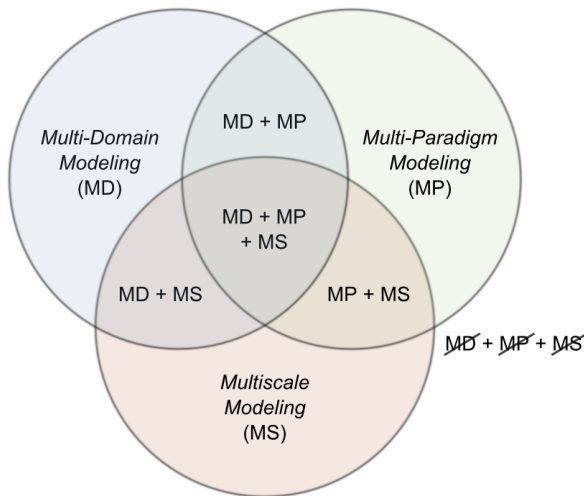 MD + MP
Multi-Domain
Modeling
(MD)
Multi-Paradigm
Modeling
(MP)
MD + MP
+ MS
MD + MS
MP + MS
MD + MP + MS
Multiscale
Modeling
(MS)